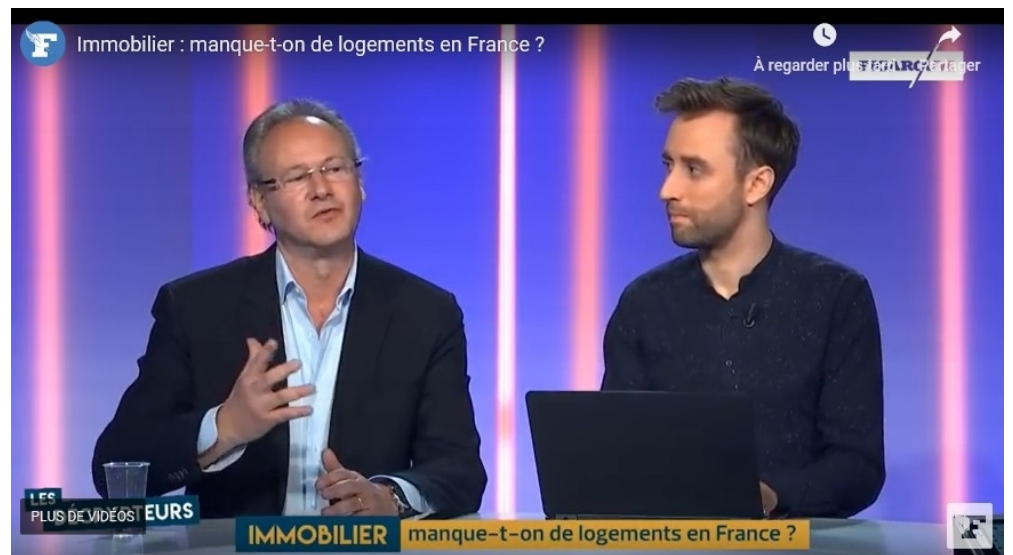 Immobilier : manque-t-on de logements en France ?
À regarder plus tard
Partager
LES
PLUS DE VIDÉOS
EURS
IMMOBILIER
manque-t-on de logements en France ?